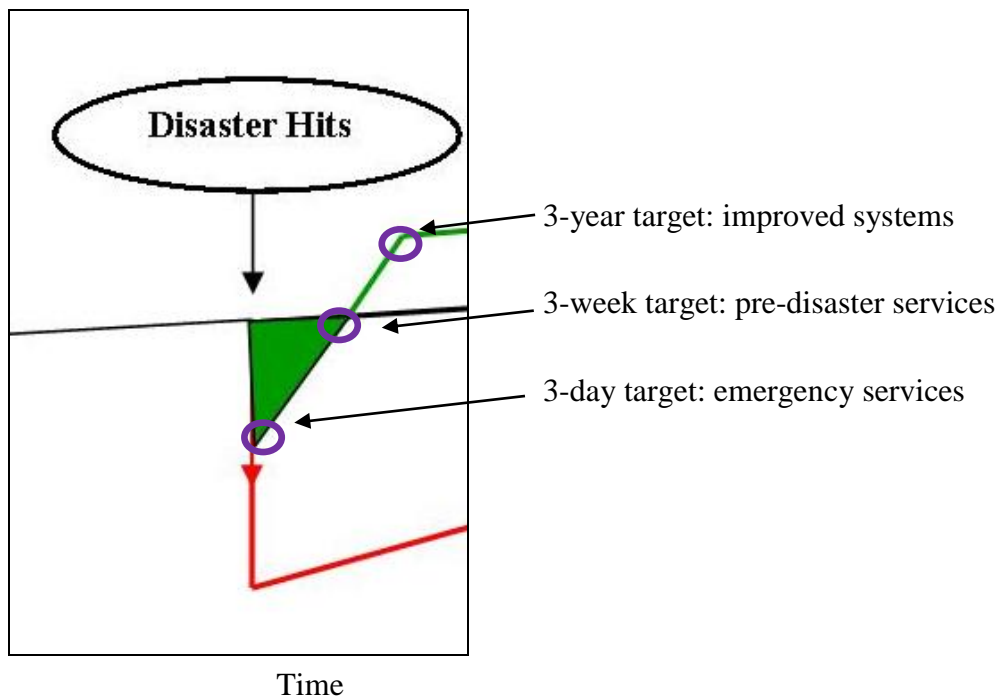 Disaster Hits
3-year target: improved systems
3-week target: pre-disaster services
3-day target: emergency services
Time